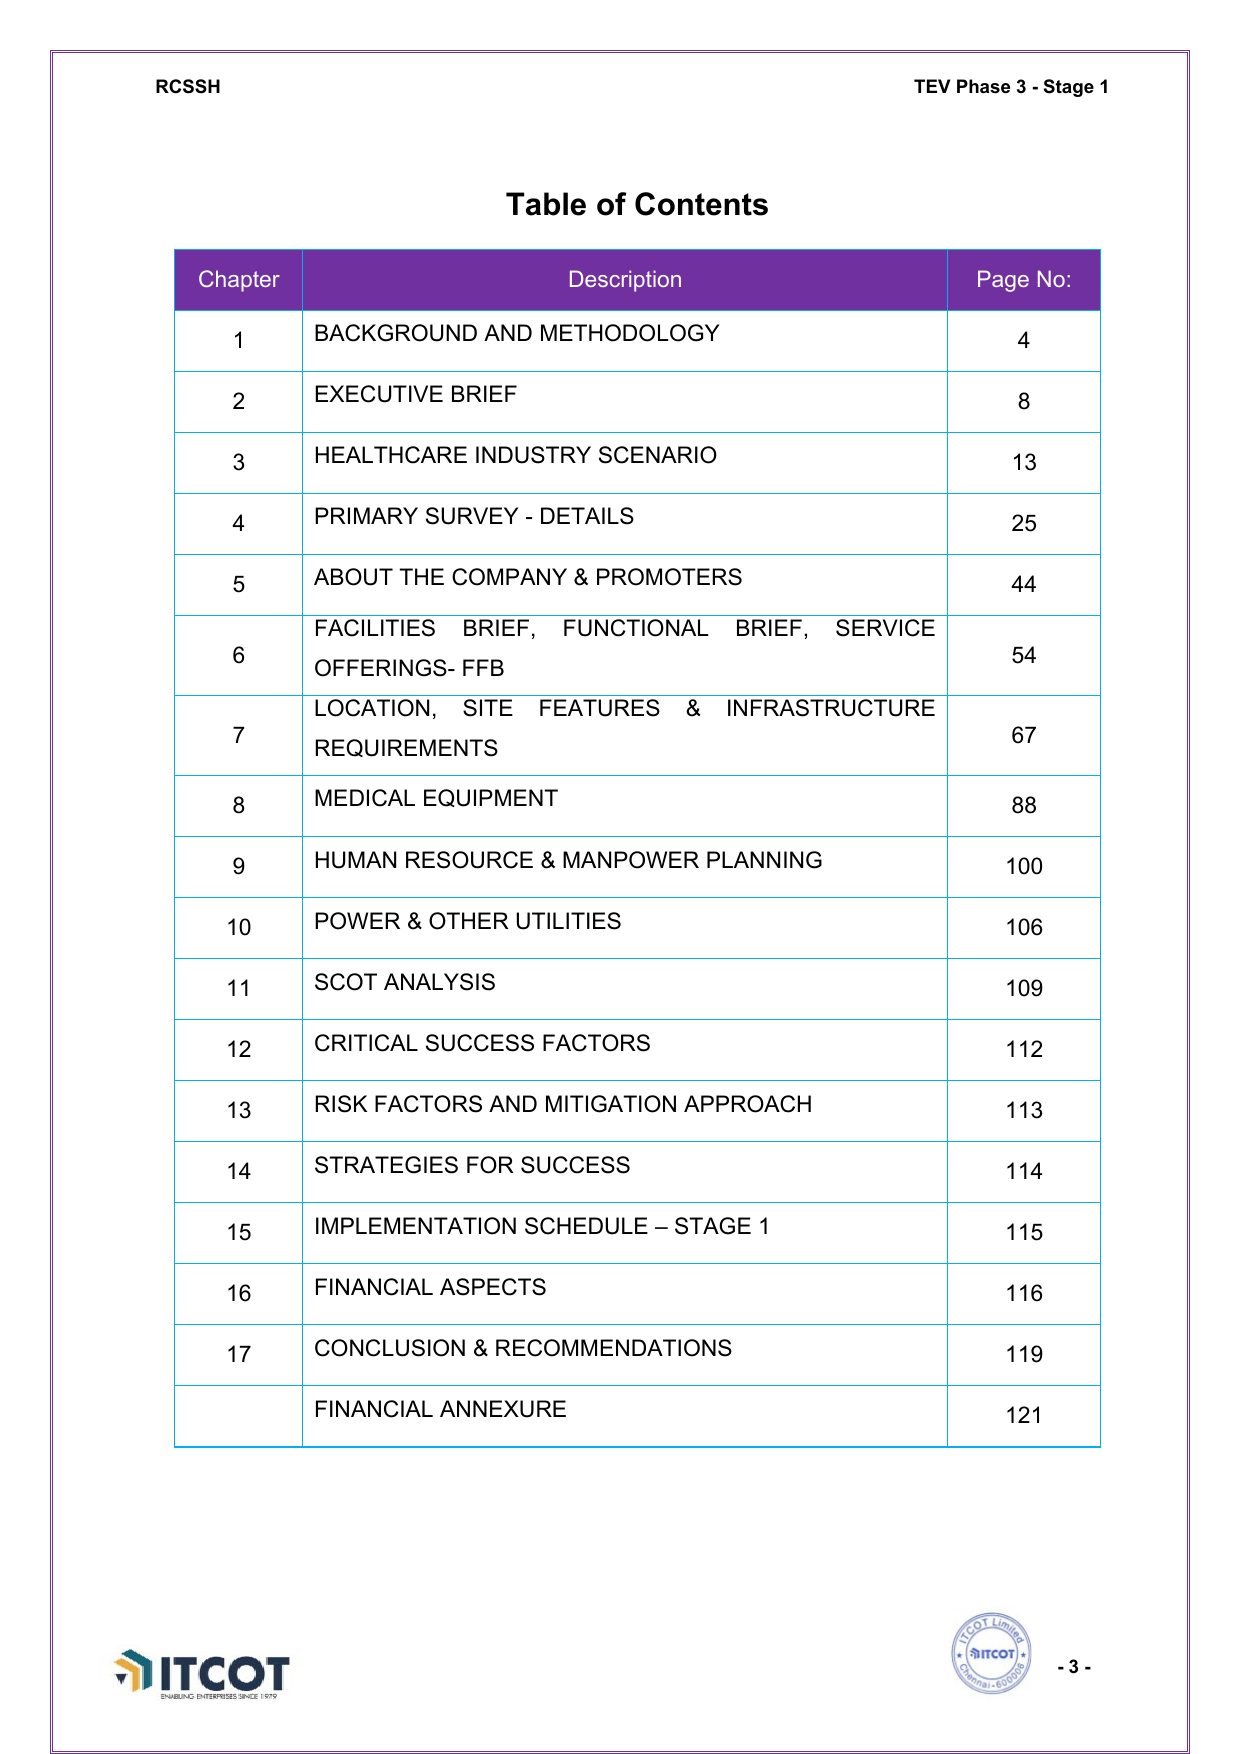 RCSSH TEV Phase 3 - Stage 1
Table of Contents
Chapter Description Page No:
1 BACKGROUND AND METHODOLOGY 4
2 EXECUTIVE BRIEF 8
3 HEALTHCARE INDUSTRY SCENARIO 13
4 PRIMARY SURVEY - DETAILS 25
5 ABOUT THE COMPANY & PROMOTERS 44
6 FACILITIES BRIEF, FUNCTIONAL BRIEF, SERVICE
OFFERINGS- FFB 54
7 LOCATION, SITE FEATURES & INFRASTRUCTURE
REQUIREMENTS 67
8 MEDICAL EQUIPMENT 88
9 HUMAN RESOURCE & MANPOWER PLANNING 100
10 POWER & OTHER UTILITIES 106
11 SCOT ANALYSIS 109
12 CRITICAL SUCCESS FACTORS 112
13 RISK FACTORS AND MITIGATION APPROACH 113
14 STRATEGIES FOR SUCCESS 114
15 IMPLEMENTATION SCHEDULE – STAGE 1 115
16 FINANCIAL ASPECTS 116
17 CONCLUSION & RECOMMENDATIONS 119
FINANCIAL ANNEXURE 121
ITCOT
ENABLING ENTERPRISES SINCE 1979
ITCOT Limited
ITCOT
Chennai-600006
- 3 -